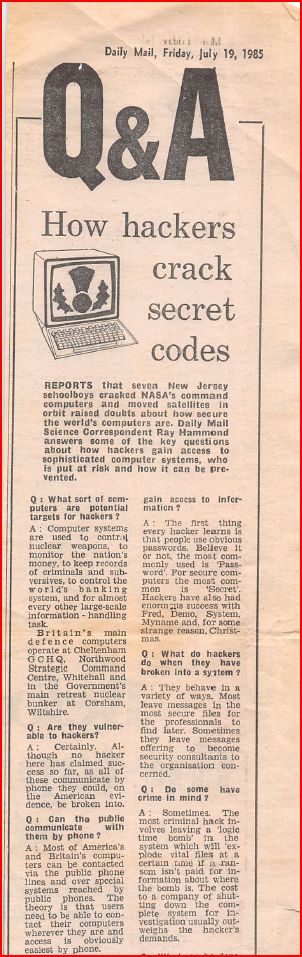 Daily Mail, Friday, July 19, 1985
Q&A
How hackers
crack
secret
codes
REPORTS that seven New Jersey
schoolboys cracked NASA's command
computers and moved satellites in
orbit raised doubts about how secure
the world's computers are. Daily Mail
Science Correspondent Ray Hammond
answers some of the key questions
about how hackers gain access to
sophisticated computer systems, who
is put at risk and how it can be pre-
vented.
Q : What sort of com-
puters are potential
targets for hackers ?
A : Computer systems
are used to control
nuclear weapons, to
monitor the nation's
money, to keep records
of criminals and sub-
versives, to control the
world's banking
system, and for almost
every other large-scale
information - handling
task.
Britain's main
defence computers
operate at Cheltenham
GCHQ, Northwood
Strategic Command
Centre, Whitehall and
in the Government's
main retreat nuclear
bunker at Corsham,
Wiltshire.
Q : Are they vulner-
able to hackers?
A : Certainly. Al-
though no hacker
here has claimed suc-
cess so far, as all of
these communicate by
phone they could, on
the American evi-
dence, be broken into.
Q : Can the public
communicate with
them by phone ?
A : Most of America's
and Britain's compu-
ters can be contacted
via the public phone
lines and over special
systems reached by
public phones. The
theory is that users
need to be able to con-
tact their computers
wherever they are and
access is obviously
easiest by phone.
gain access to infor-
mation ?
A : The first thing
every hacker learns is
that people use obvious
passwords. Believe it
or not, the most com-
monly used is 'Pass-
word'. For secure com-
puters the most com-
mon is 'Secret'.
Hackers have also had
enormous success with
Fred, Demo, System,
Myname and, for some
strange reason, Christ-
mas.
Q : What do hackers
do when they have
broken into a system ?
A : They behave in a
variety of ways. Most
leave messages in the
most secure files for
the professionals to
find later. Sometimes
they leave messages
offering to become
security consultants to
the organisation con-
cerned.
Q : Do some have
crime in mind ?
A : Sometimes. The
most criminal hack in-
volves leaving a 'logic
time bomb' in the
system which will 'ex-
plode' vital files at a
certain time if a ran-
som isn't paid for in-
formation about where
the bomb is. The cost
to a company of shut-
ting down the com-
plete system for in-
vestigation usually out-
weighs the hacker's
demands.